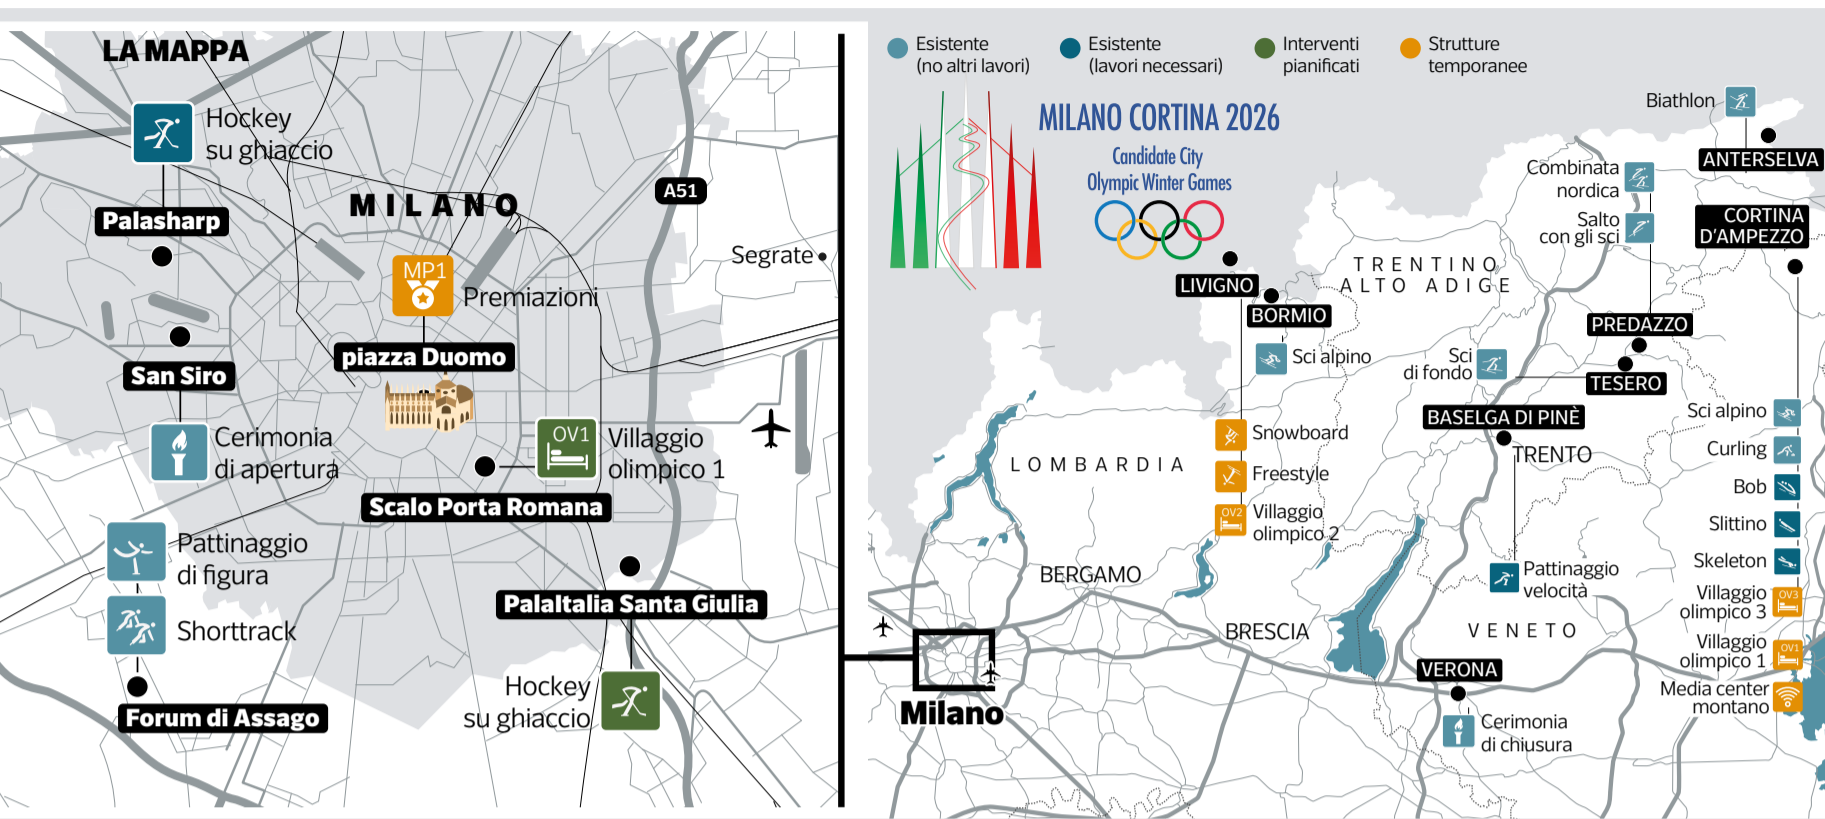 LA MAPPA
Hockey
su ghiaccio
Palasharp
MILANO
A51
Segrate
MP1
Premiazioni
piazza Duomo
San Siro
Cerimonia
di apertura
OV1
Villaggio
olimpico 1
Scalo Porta Romana
Pattinaggio
di figura
Shorttrack
Forum di Assago
PalaItalia Santa Giulia
Hockey
su ghiaccio
Esistente
(no altri lavori)
Esistente
(lavori necessari)
Interventi
pianificati
Strutture
temporanee
MILANO CORTINA 2026
Candidate City
Olympic Winter Games
Biathlon
ANTERSELVA
Combinata
nordica
Salto
con gli sci
CORTINA
D'AMPEZZO
TRENTINO
ALTO ADIGE
LIVIGNO
BORMIO
Sci alpino
PREDAZZO
Sci
di fondo
TESERO
BASELGA DI PINÈ
TRENTO
LOMBARDIA
Snowboard
Freestyle
OV2
Villaggio
olimpico 2
Sci alpino
Curling
Bob
Slittino
Skeleton
Villaggio
olimpico 3
OV3
Villaggio
olimpico 1
OV1
Media center
montano
Pattinaggio
velocità
BERGAMO
BRESCIA
VENETO
VERONA
Cerimonia
di chiusura
Milano